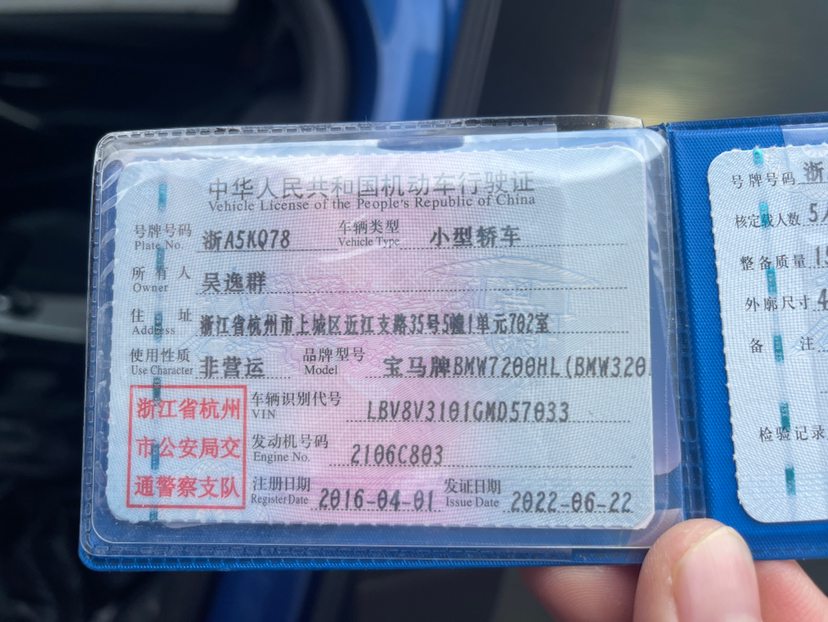 中华人民共和国机动车行驶证
Vehicle License of the People's Republic of China
号牌号码 浙A5KQ78 车辆类型 小型轿车
Plate No. Vehicle Type
所有人 吴逸群
Owner
住址 浙江省杭州市上城区近江支路35号5幢1单元702室
Address
使用性质 非营运 品牌型号 宝马牌BMW7200HL(BMW320
Use Character Model
浙江省杭州
市公安局交
通警察支队
车辆识别代号 LBV8V3101GMD57033
VIN
发动机号码 2106C803
Engine No.
注册日期 2016-04-01 发证日期 2022-06-22
Register Date Issue Date
号牌号码 浙
核定载人数 5人
整备质量 15
外廓尺寸 4
备注
检验记录